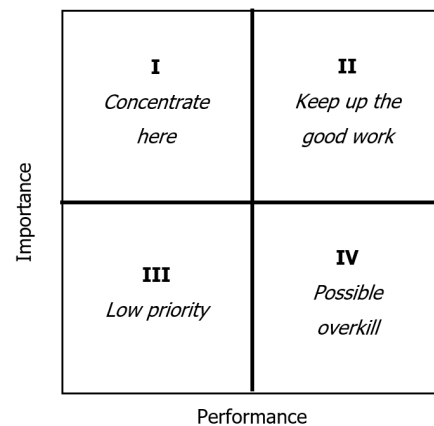 I
Concentrate
here
II
Keep up the
good work
Importance
III
Low priority
IV
Possible
overkill
Performance